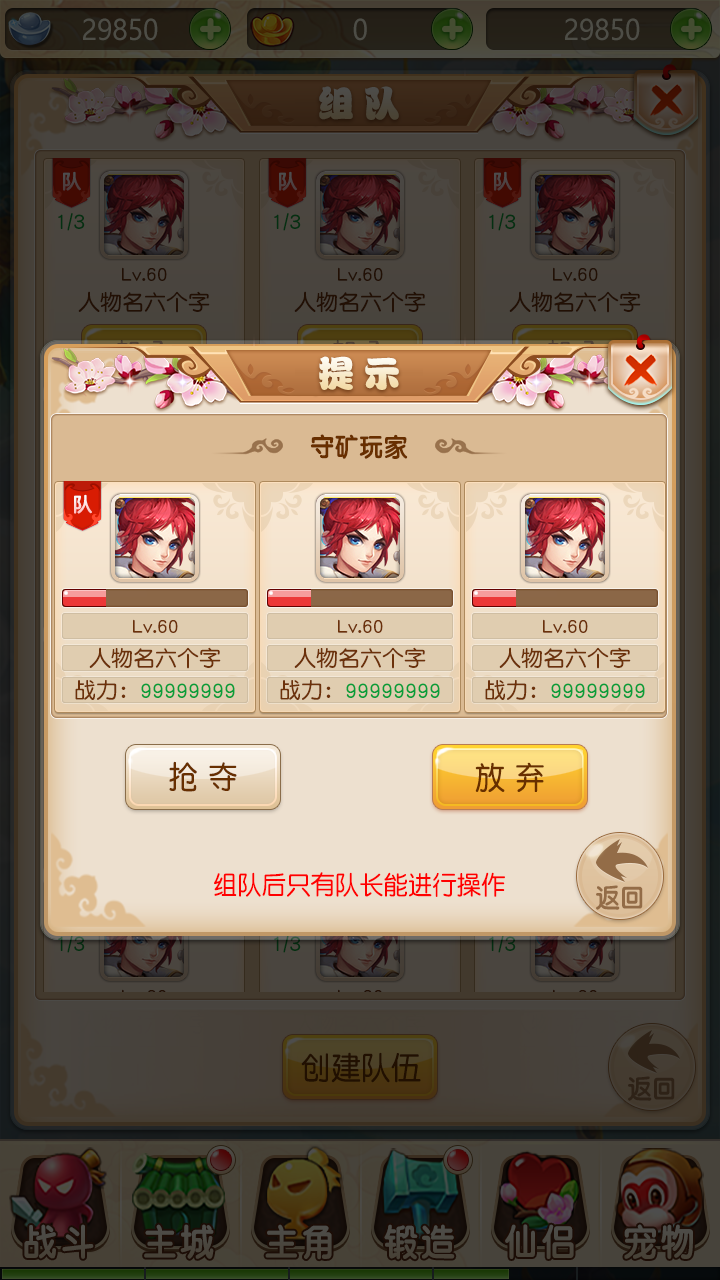 29850 0 29850
组队
队 队 队
1/3 1/3 1/3
Lv.60 Lv.60 Lv.60
人物名六个字 人物名六个字 人物名六个字
提示
守矿玩家
队
Lv.60 Lv.60 Lv.60
人物名六个字 人物名六个字 人物名六个字
战力：99999999 战力：99999999 战力：99999999
抢夺 放弃
组队后只有队长能进行操作
返回
1/3 1/3 1/3
创建队伍
返回
战斗 主城 主角 锻造 仙侣 宠物